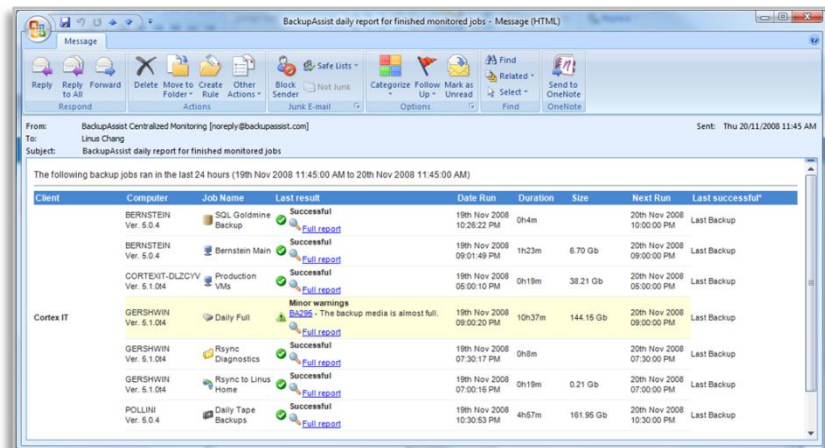 BackupAssist daily report for finished monitored jobs - Message (HTML)
Message
Reply
Reply to All
Forward
Respond
Delete
Move to Folder
Create Rule
Other Actions
Actions
Block Sender
Safe Lists
Not Junk
Junk E-mail
Categorize
Follow Up
Mark as Unread
Options
Find
Related
Select
Find
Send to OneNote
OneNote
From: BackupAssist Centralized Monitoring [noreply@backupassist.com]
Sent: Thu 20/11/2008 11:45 AM
To: Linus Chang
Subject: BackupAssist daily report for finished monitored jobs
The following backup jobs ran in the last 24 hours (19th Nov 2008 11:45:00 AM to 20th Nov 2008 11:45:00 AM)
Client Computer Job Name Last result Date Run Duration Size Next Run Last successful*
Cortex IT
BERNSTEIN Ver. 5.0.4 SQL Goldmine Backup Successful Full report 19th Nov 2008 10:26:22 PM 0h4m 20th Nov 2008 10:00:00 PM Last Backup
BERNSTEIN Ver. 5.0.4 Bernstein Main Successful Full report 19th Nov 2008 09:01:49 PM 1h23m 6.70 Gb 20th Nov 2008 09:00:00 PM Last Backup
CORTEXIT-DLZCYV Ver. 5.1.0t4 Production VMs Successful Full report 19th Nov 2008 05:00:10 PM 0h19m 38.21 Gb 20th Nov 2008 05:00:00 PM Last Backup
GERSHWIN Ver. 5.1.0t4 Daily Full Minor warnings BA295 - The backup media is almost full. Full report 19th Nov 2008 09:00:20 PM 10h37m 144.15 Gb 20th Nov 2008 09:00:00 PM Last Backup
GERSHWIN Ver. 5.1.0t4 Rsync Diagnostics Successful Full report 19th Nov 2008 07:30:17 PM 0h8m 20th Nov 2008 07:30:00 PM Last Backup
GERSHWIN Ver. 5.1.0t4 Rsync to Linus Home Successful Full report 19th Nov 2008 07:00:16 PM 0h19m 0.21 Gb 20th Nov 2008 07:00:00 PM Last Backup
POLLINI Ver. 5.0.4 Daily Tape Backups Successful Full report 19th Nov 2008 10:30:53 PM 4h57m 161.95 Gb 20th Nov 2008 10:30:00 PM Last Backup